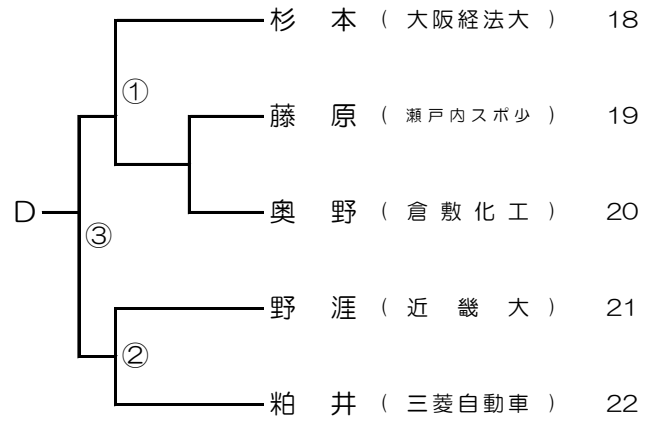 杉 本 ( 大阪経法大 ) 18
①
藤 原 ( 瀬戸内スポ少 ) 19
D
奥 野 ( 倉敷化工 ) 20
③
野 涯 ( 近 畿 大 ) 21
②
粕 井 ( 三菱自動車 ) 22